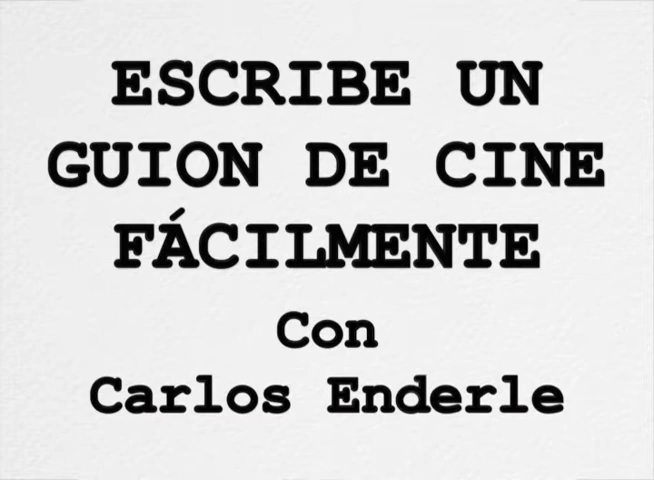 ESCRIBE UN
GUION DE CINE
FÁCILMENTE
Con
Carlos Enderle